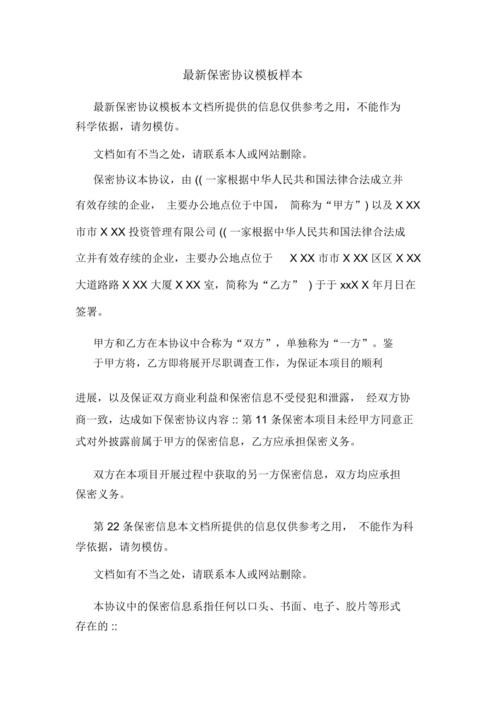 最新保密协议模板样本
最新保密协议模板本文档所提供的信息仅供参考之用，不能作为
科学依据，请勿模仿。
文档如有不当之处，请联系本人或网站删除。
保密协议本协议，由 (( 一家根据中华人民共和国法律合法成立并
有效存续的企业， 主要办公地点位于中国， 简称为“甲方”) 以及 X XX
市市 X XX 投资管理有限公司 (( 一家根据中华人民共和国法律合法成
立并有效存续的企业，主要办公地点位于 X XX 市市 X XX 区区 X XX
大道路路 X XX 大厦 X XX 室，简称为“乙方” ) 于于 xxX X 年月日在
签署。
甲方和乙方在本协议中合称为“双方”，单独称为“一方”。鉴
于甲方将，乙方即将展开尽职调查工作，为保证本项目的顺利
进展，以及保证双方商业利益和保密信息不受侵犯和泄露， 经双方协
商一致，达成如下保密协议内容 :: 第 11 条保密本项目未经甲方同意正
式对外披露前属于甲方的保密信息，乙方应承担保密义务。
双方在本项目开展过程中获取的另一方保密信息，双方均应承担
保密义务。
第 22 条保密信息本文档所提供的信息仅供参考之用， 不能作为科
学依据，请勿模仿。
文档如有不当之处，请联系本人或网站删除。
本协议中的保密信息系指任何以口头、书面、电子、胶片等形式
存在的 ::